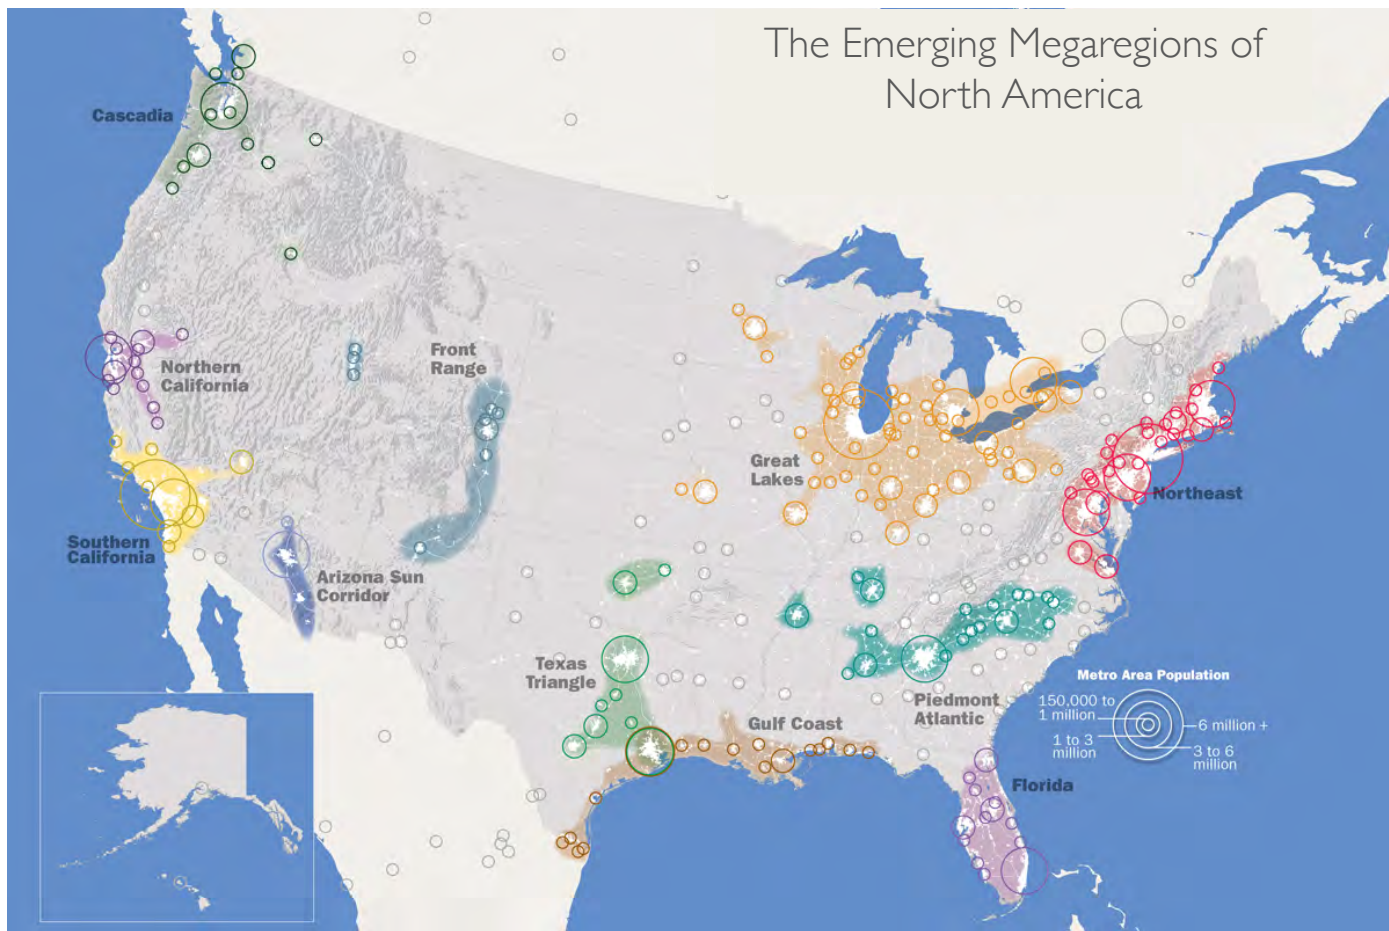 The Emerging Megaregions of
North America
Cascadia
Northern
California
Front
Range
Great
Lakes
Northeast
Southern
California
Arizona Sun
Corridor
Texas
Triangle
Gulf Coast
Piedmont
Atlantic
Florida
Metro Area Population
150,000 to
1 million
1 to 3
million
6 million +
3 to 6
million